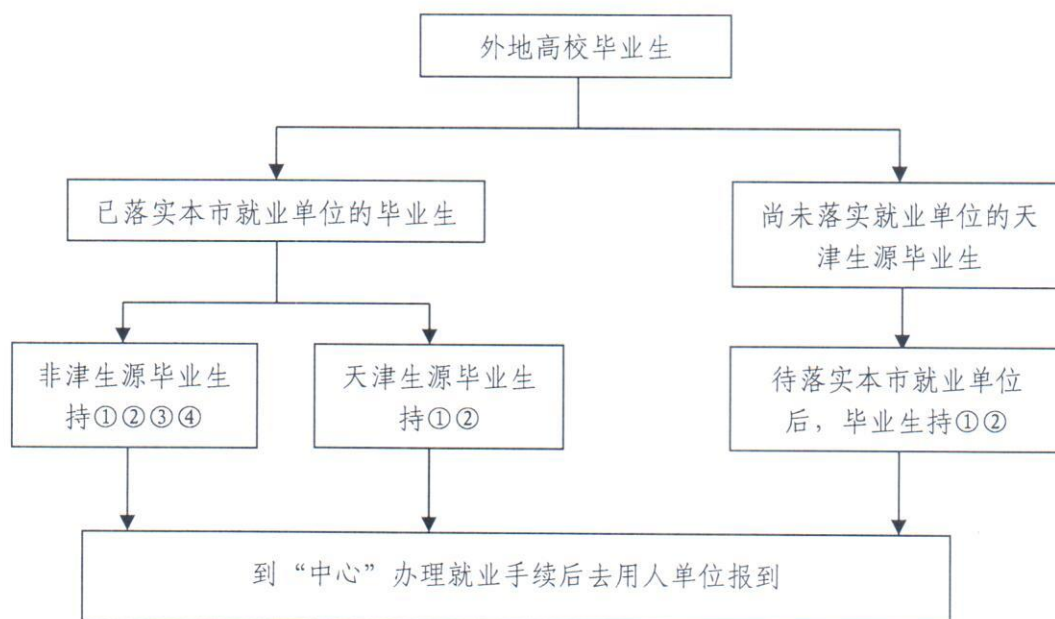 外地高校毕业生
已落实本市就业单位的毕业生
尚未落实就业单位的天
津生源毕业生
非津生源毕业生
持①②③④
天津生源毕业生
持①②
待落实本市就业单位
后，毕业生持①②
到“中心”办理就业手续后去用人单位报到